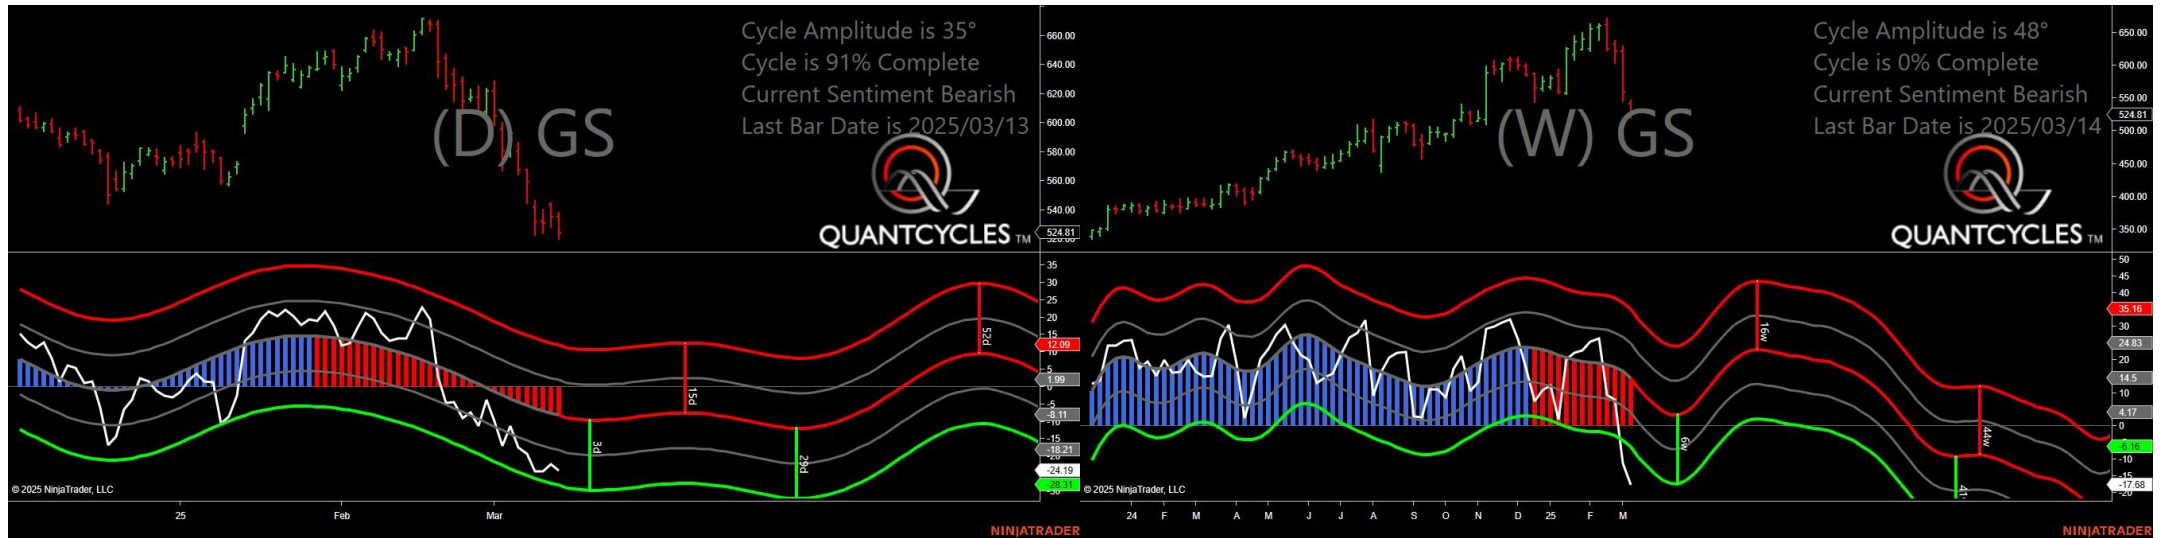 Cycle Amplitude is 35°
Cycle is 91% Complete
Current Sentiment Bearish
Last Bar Date is 2025/03/13
(D) GS
QUANTCYCLES TM
660.00
640.00
620.00
600.00
580.00
560.00
540.00
524.81
35
30
25
20
15
12.09
5
1.99
0
-5
-8.11
-10
-15
-18.21
-24.19
-28.31
3d
15d
29d
52d
© 2025 NinjaTrader, LLC
25 Feb Mar
NINJATRADER
Cycle Amplitude is 48°
Cycle is 0% Complete
Current Sentiment Bearish
Last Bar Date is 2025/03/14
(W) GS
QUANTCYCLES TM
650.00
600.00
550.00
524.81
500.00
450.00
400.00
350.00
50
45
40
35.16
30
24.83
20
14.5
10
4.17
0
-6.16
-10
-15
-17.68
-20
6w
16w
44w
© 2025 NinjaTrader, LLC
24 F M A M J J A S O N D 25 F M
NINJATRADER